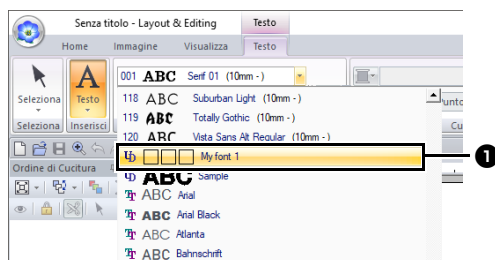 Senza titolo - Layout & Editing Testo
Home Immagine Visualizza Testo
001 ABC Serif 01 (10mm - )
Seleziona Testo
118 ABC Suburban Light (10mm - )
119 ABC Totally Gothic (10mm - )
Seleziona Inserisci
120 ABC Vista Sans Alt Regular (10mm - )
My font 1
1
ABC Sample
Ordine di Cucitura
ABC Arial
ABC Arial Black
ABC Atlanta
ABC Bahnschrift